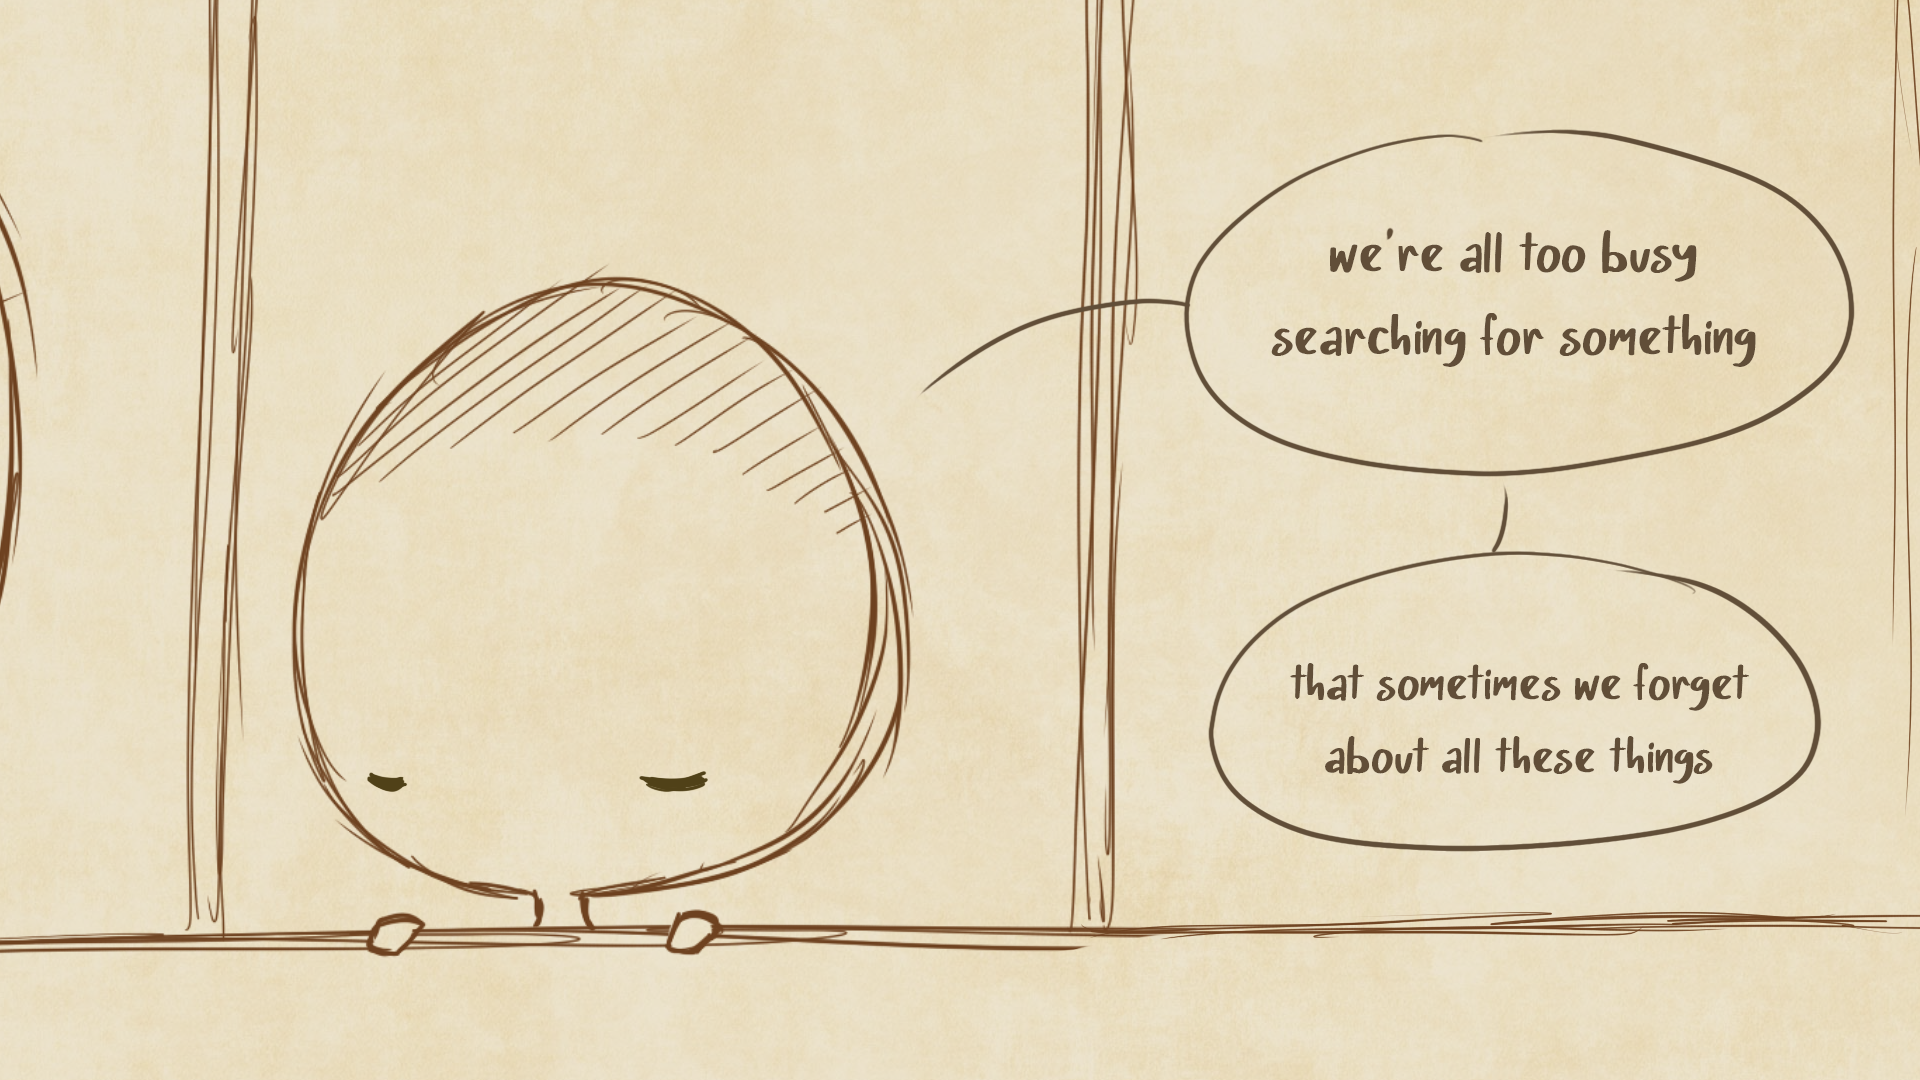 we're all too busy
searching for something
that sometimes we forget
about all these things